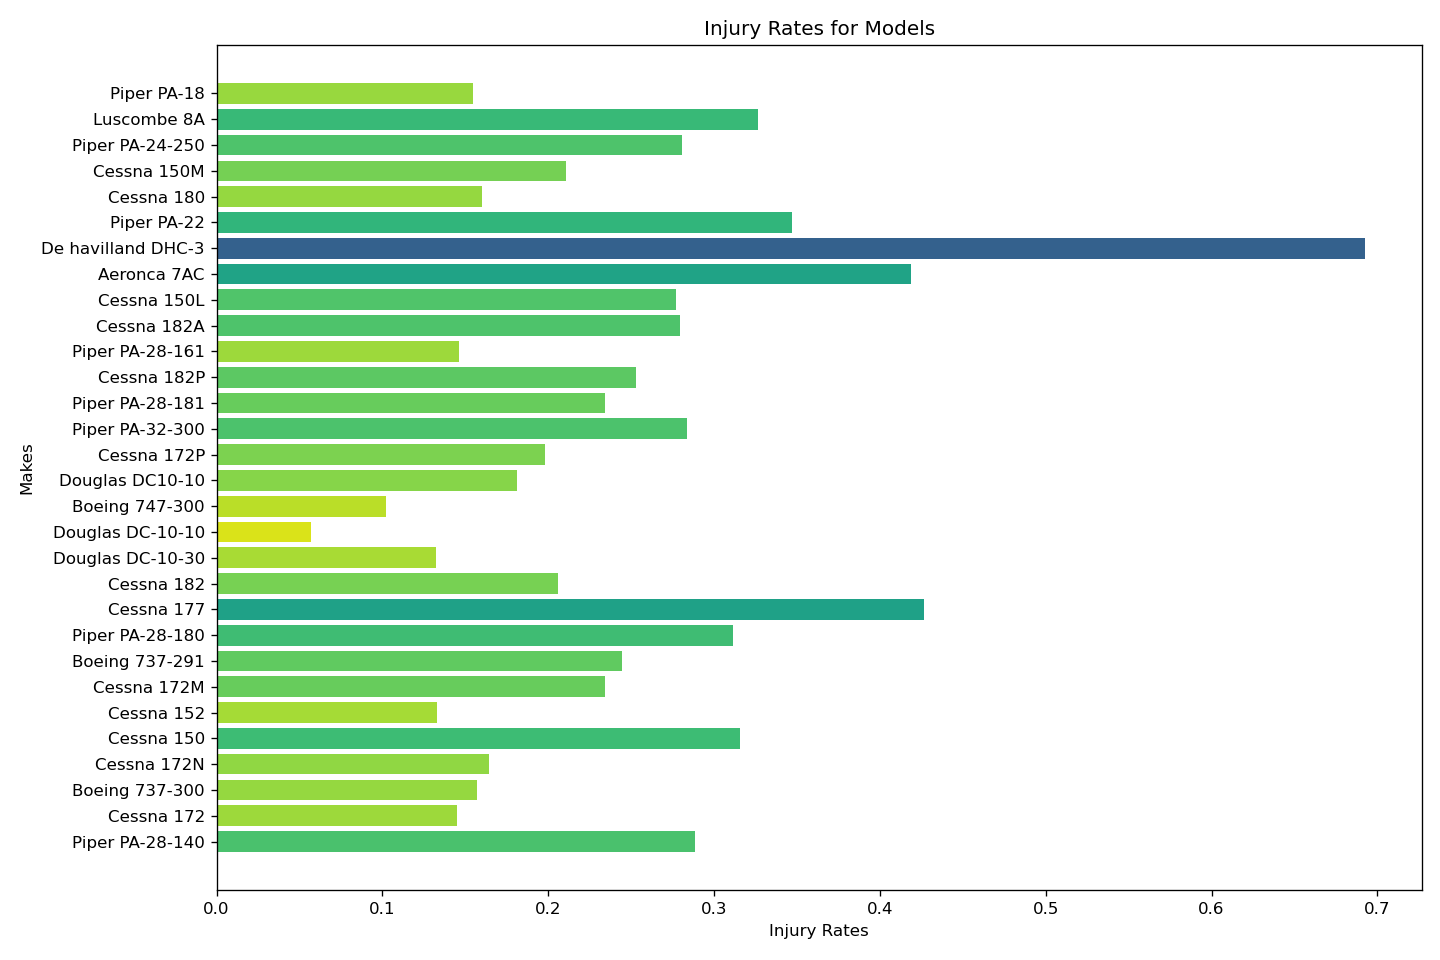 Injury Rates for Models
Piper PA-18
Luscombe 8A
Piper PA-24-250
Cessna 150M
Cessna 180
Piper PA-22
De havilland DHC-3
Aeronca 7AC
Cessna 150L
Cessna 182A
Piper PA-28-161
Cessna 182P
Piper PA-28-181
Piper PA-32-300
Cessna 172P
Douglas DC10-10
Boeing 747-300
Douglas DC-10-10
Douglas DC-10-30
Cessna 182
Cessna 177
Piper PA-28-180
Boeing 737-291
Cessna 172M
Cessna 152
Cessna 150
Cessna 172N
Boeing 737-300
Cessna 172
Piper PA-28-140
Makes
0.0 0.1 0.2 0.3 0.4 0.5 0.6 0.7
Injury Rates